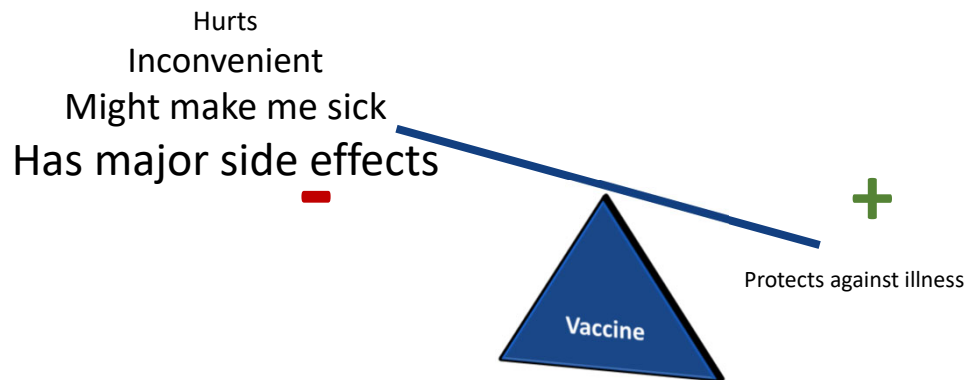 Hurts
Inconvenient
Might make me sick
Has major side effects
-
+
Protects against illness
Vaccine